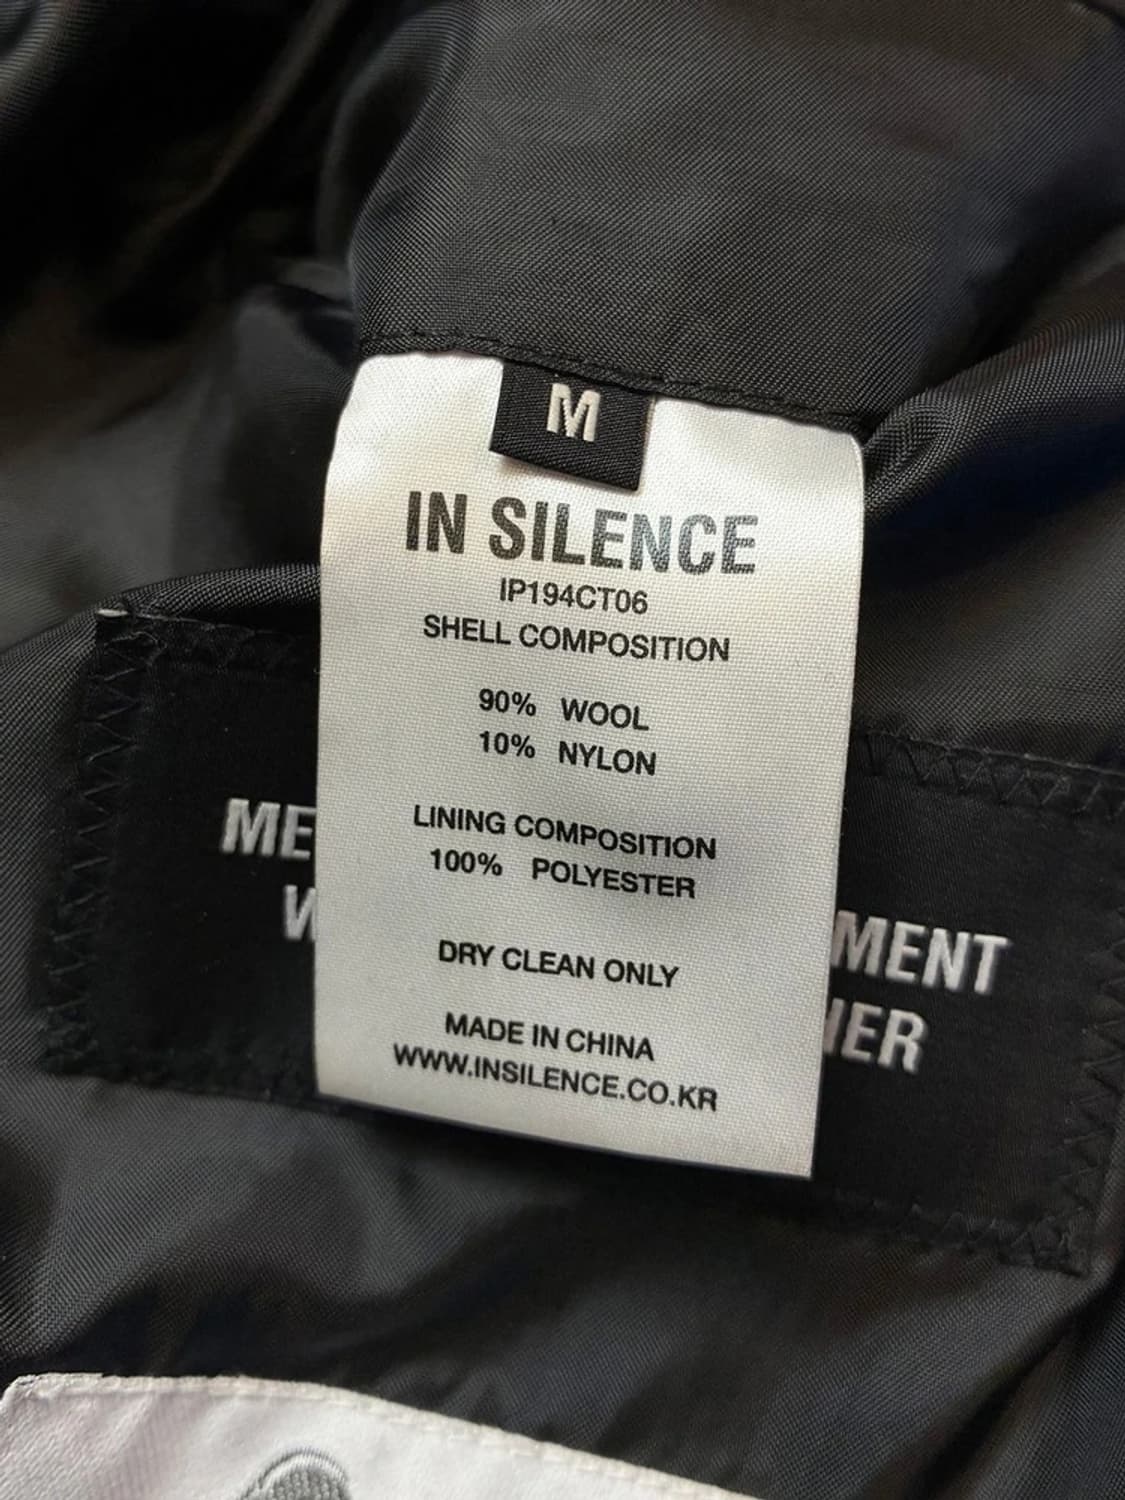 M
IN SILENCE
IP194CT06
SHELL COMPOSITION
90% WOOL
10% NYLON
LINING COMPOSITION
100% POLYESTER
DRY CLEAN ONLY
MADE IN CHINA
WWW.INSILENCE.CO.KR